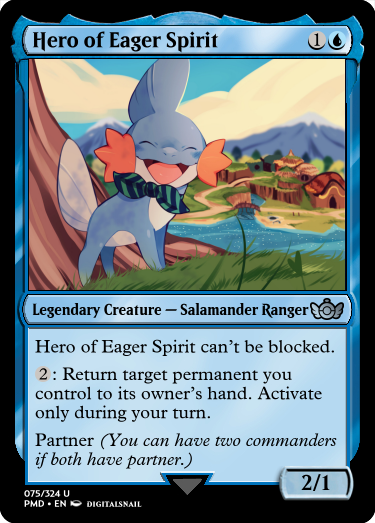 Hero of Eager Spirit 1
Legendary Creature — Salamander Ranger
Hero of Eager Spirit can't be blocked.
2: Return target permanent you
control to its owner's hand. Activate
only during your turn.
Partner (You can have two commanders
if both have partner.)
2/1
075/324 U
PMD • EN DIGITALSNAIL